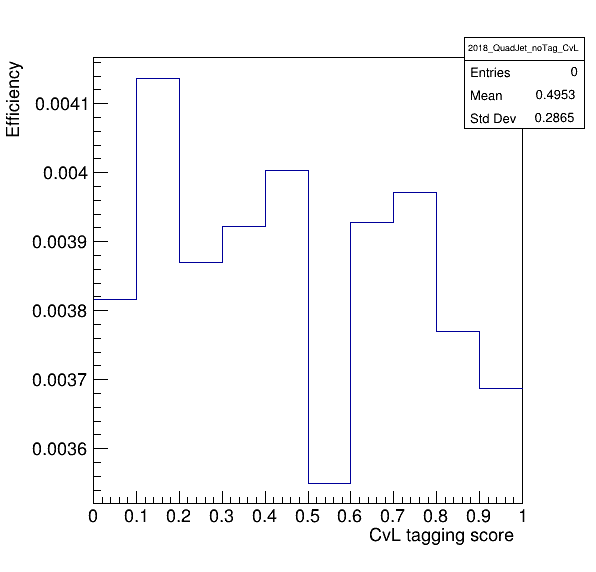 2018_QuadJet_noTag_CvL
Entries 0
Mean 0.4953
Std Dev 0.2865
Efficiency
0.0041
0.004
0.0039
0.0038
0.0037
0.0036
0 0.1 0.2 0.3 0.4 0.5 0.6 0.7 0.8 0.9 1
CvL tagging score